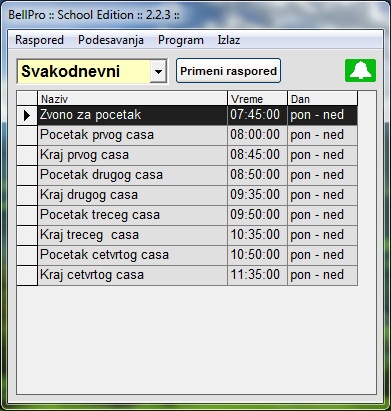 BellPro :: School Edition :: 2.2.3 ::
Raspored Podesavanja Program Izlaz
Svakodnevni Primeni raspored
Naziv Vreme Dan
Zvono za pocetak 07:45:00 pon - ned
Pocetak prvog casa 08:00:00 pon - ned
Kraj prvog casa 08:45:00 pon - ned
Pocetak drugog casa 08:50:00 pon - ned
Kraj drugog casa 09:35:00 pon - ned
Pocetak treceg casa 09:50:00 pon - ned
Kraj treceg casa 10:35:00 pon - ned
Pocetak cetvrtog casa 10:50:00 pon - ned
Kraj cetvrtog casa 11:35:00 pon - ned